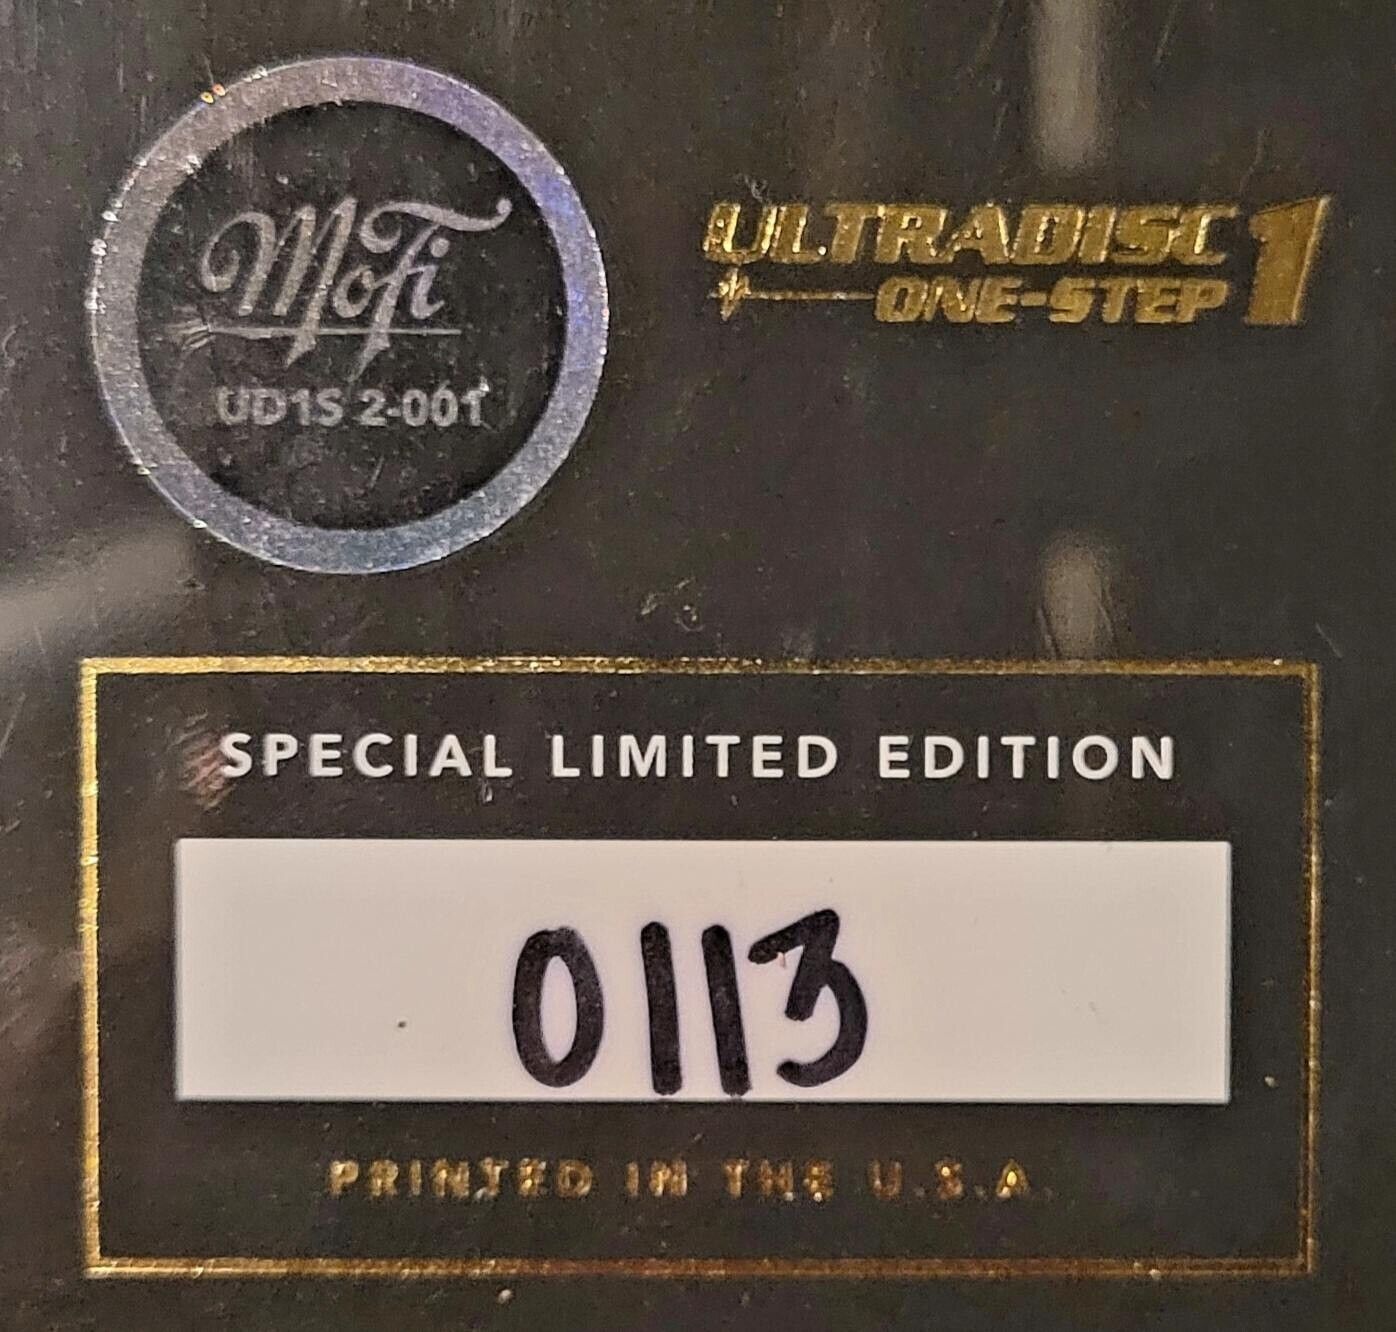 MoFi
UD1S 2-001
ULTRADISC 1
ONE-STEP
SPECIAL LIMITED EDITION
0113
PRINTED IN THE U.S.A.